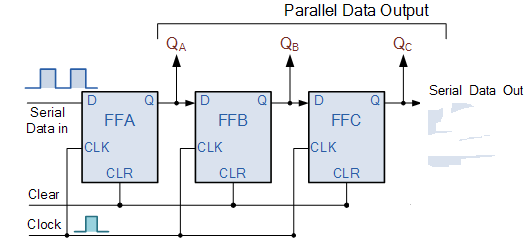 Parallel Data Output
QA QB QC
Serial Data Out
D Q D Q D Q
Serial
Data in
FFA FFB FFC
CLK CLK CLK
CLR CLR CLR
Clear
Clock